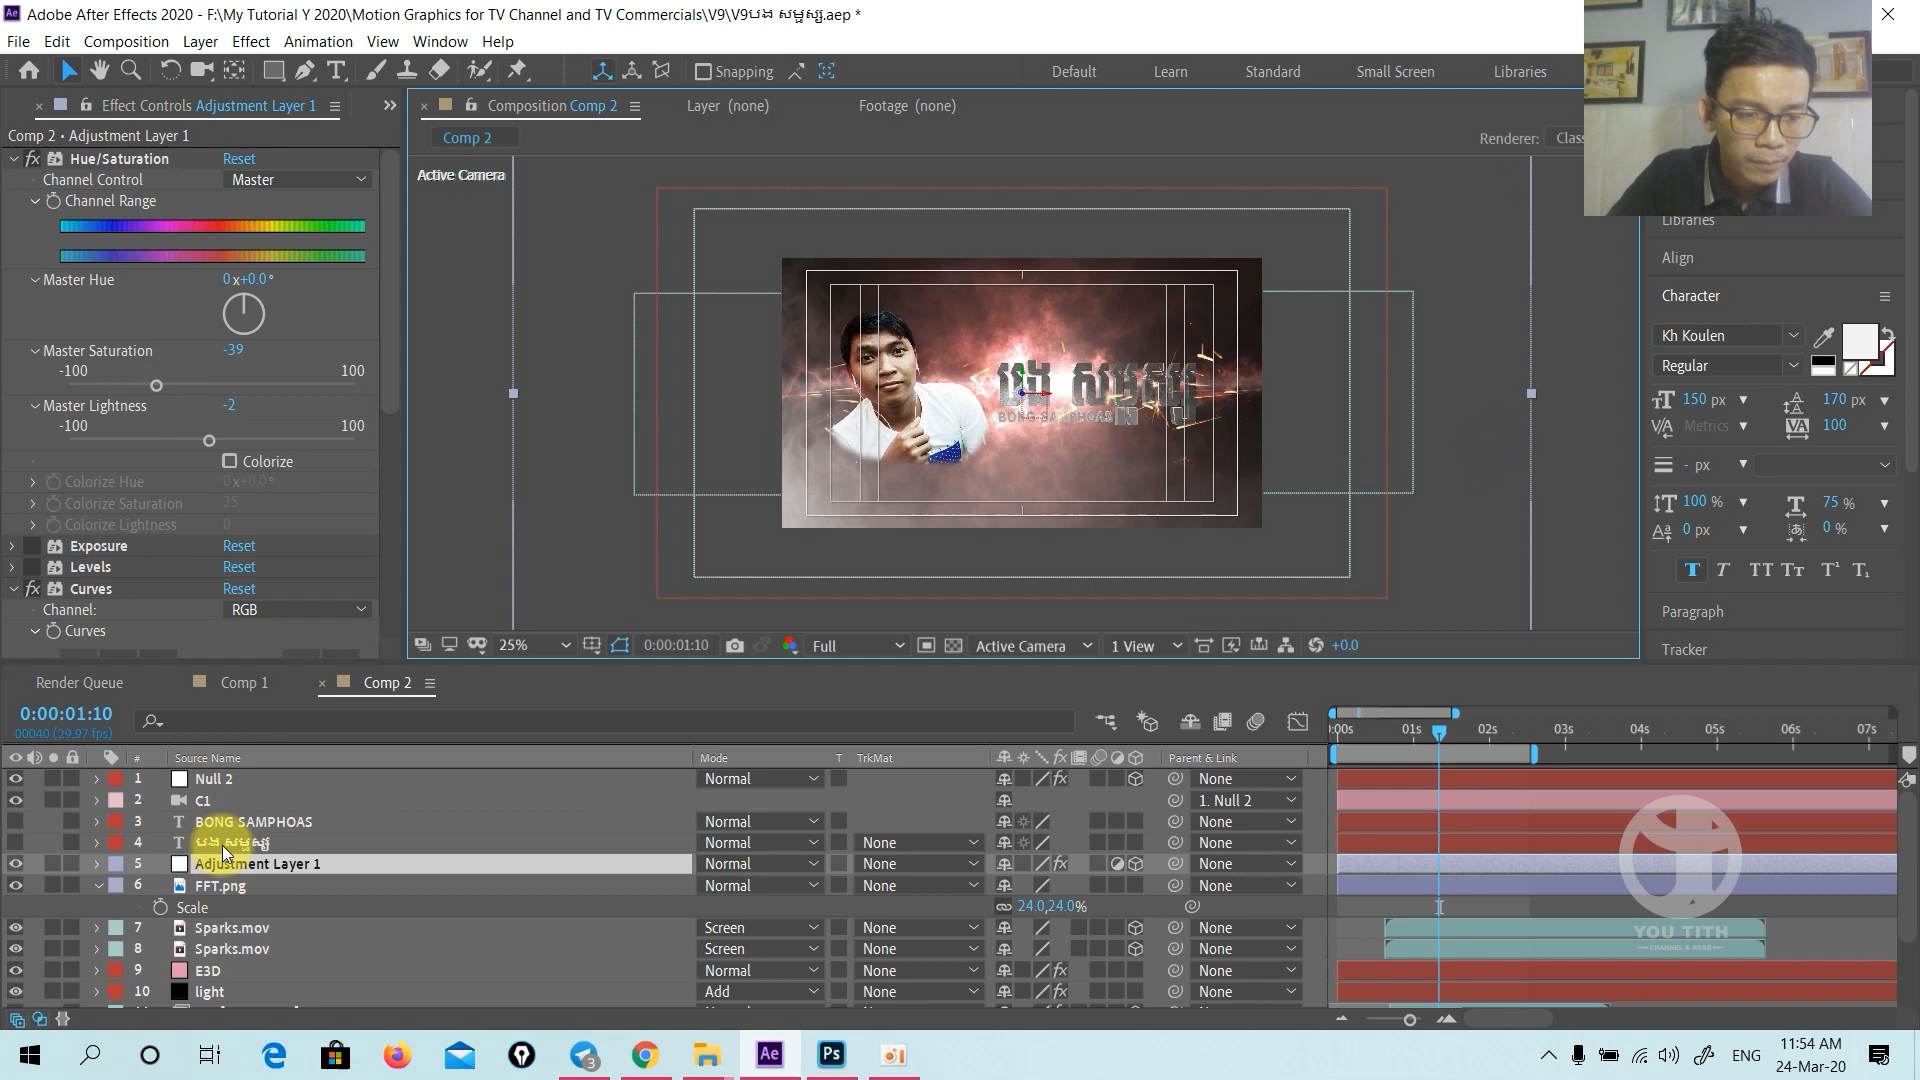 Adobe After Effects 2020 - F:\My Tutorial Y 2020\Motion Graphics for TV Channel and TV Commercials\V9\V9បង សម្ផស្ស.aep *
File Edit Composition Layer Effect Animation View Window Help
Snapping Default Learn Standard Small Screen Libraries
Effect Controls Adjustment Layer 1
Comp 2 • Adjustment Layer 1
Hue/Saturation Reset
Channel Control Master
Channel Range
Master Hue 0x+0.0°
Master Saturation -39
-100 100
Master Lightness -2
-100 100
Colorize
Colorize Hue 0x+0.0°
Colorize Saturation 25
Colorize Lightness 0
Exposure Reset
Levels Reset
Curves Reset
Channel: RGB
Curves
Composition Comp 2 Layer (none) Footage (none)
Comp 2 Renderer:
Active Camera
BONG SAMPHOAS
25% 0:00:01:10 Full Active Camera 1 View +0.0
Libraries
Align
Character
Kh Koulen
Regular
150 px 170 px
Metrics 100
- px
100 % 75 %
0 px 0 %
Paragraph
Tracker
Render Queue Comp 1 Comp 2
0:00:01:10
00040 (29.97 fps)
01s 02s 03s 04s 05s 06s 07s
# Source Name Mode T TrkMat Parent & Link
1 Null 2 Normal None
2 C1 1. Null 2
3 BONG SAMPHOAS Normal None
4 បង សម្ផស្ស Normal None None
5 Adjustment Layer 1 Normal None None
6 FFT.png Normal None None
Scale 24.0,24.0%
7 Sparks.mov Screen None None
8 Sparks.mov Screen None None
9 E3D Normal None None
10 light Add None None
YOU TITH
CHANNEL & PAGE
3 ENG 11:54 AM
24-Mar-20